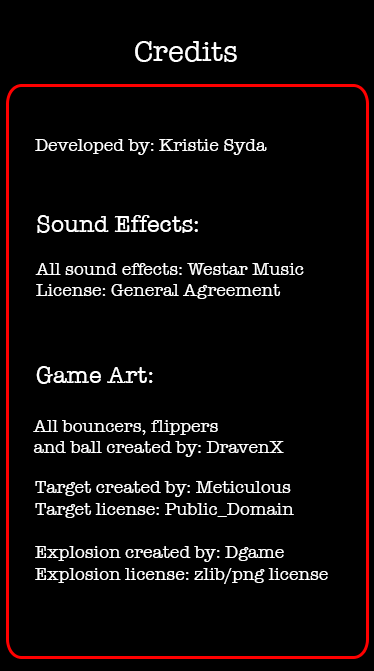 Credits
Developed by: Kristie Syda
Sound Effects:
All sound effects: Westar Music
License: General Agreement
Game Art:
All bouncers, flippers
and ball created by: DravenX
Target created by: Meticulous
Target license: Public_Domain
Explosion created by: Dgame
Explosion license: zlib/png license